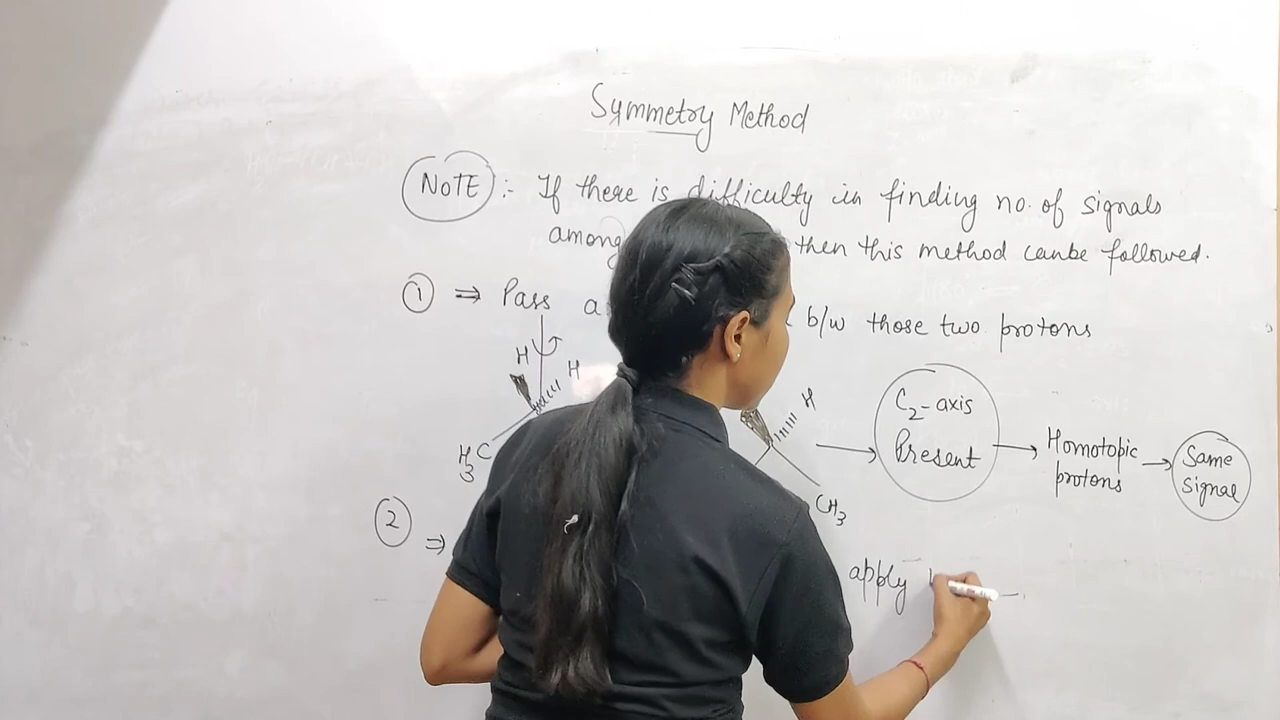 Symmetry Method
NOTE :- If there is difficulty in finding no. of signals
among then this method canbe followed.
1 ⇒ Pass a b/w those two protons
H H
H
H3C
CH3
C2-axis
Present
Homotopic
protons
Same
signal
2 ⇒ apply